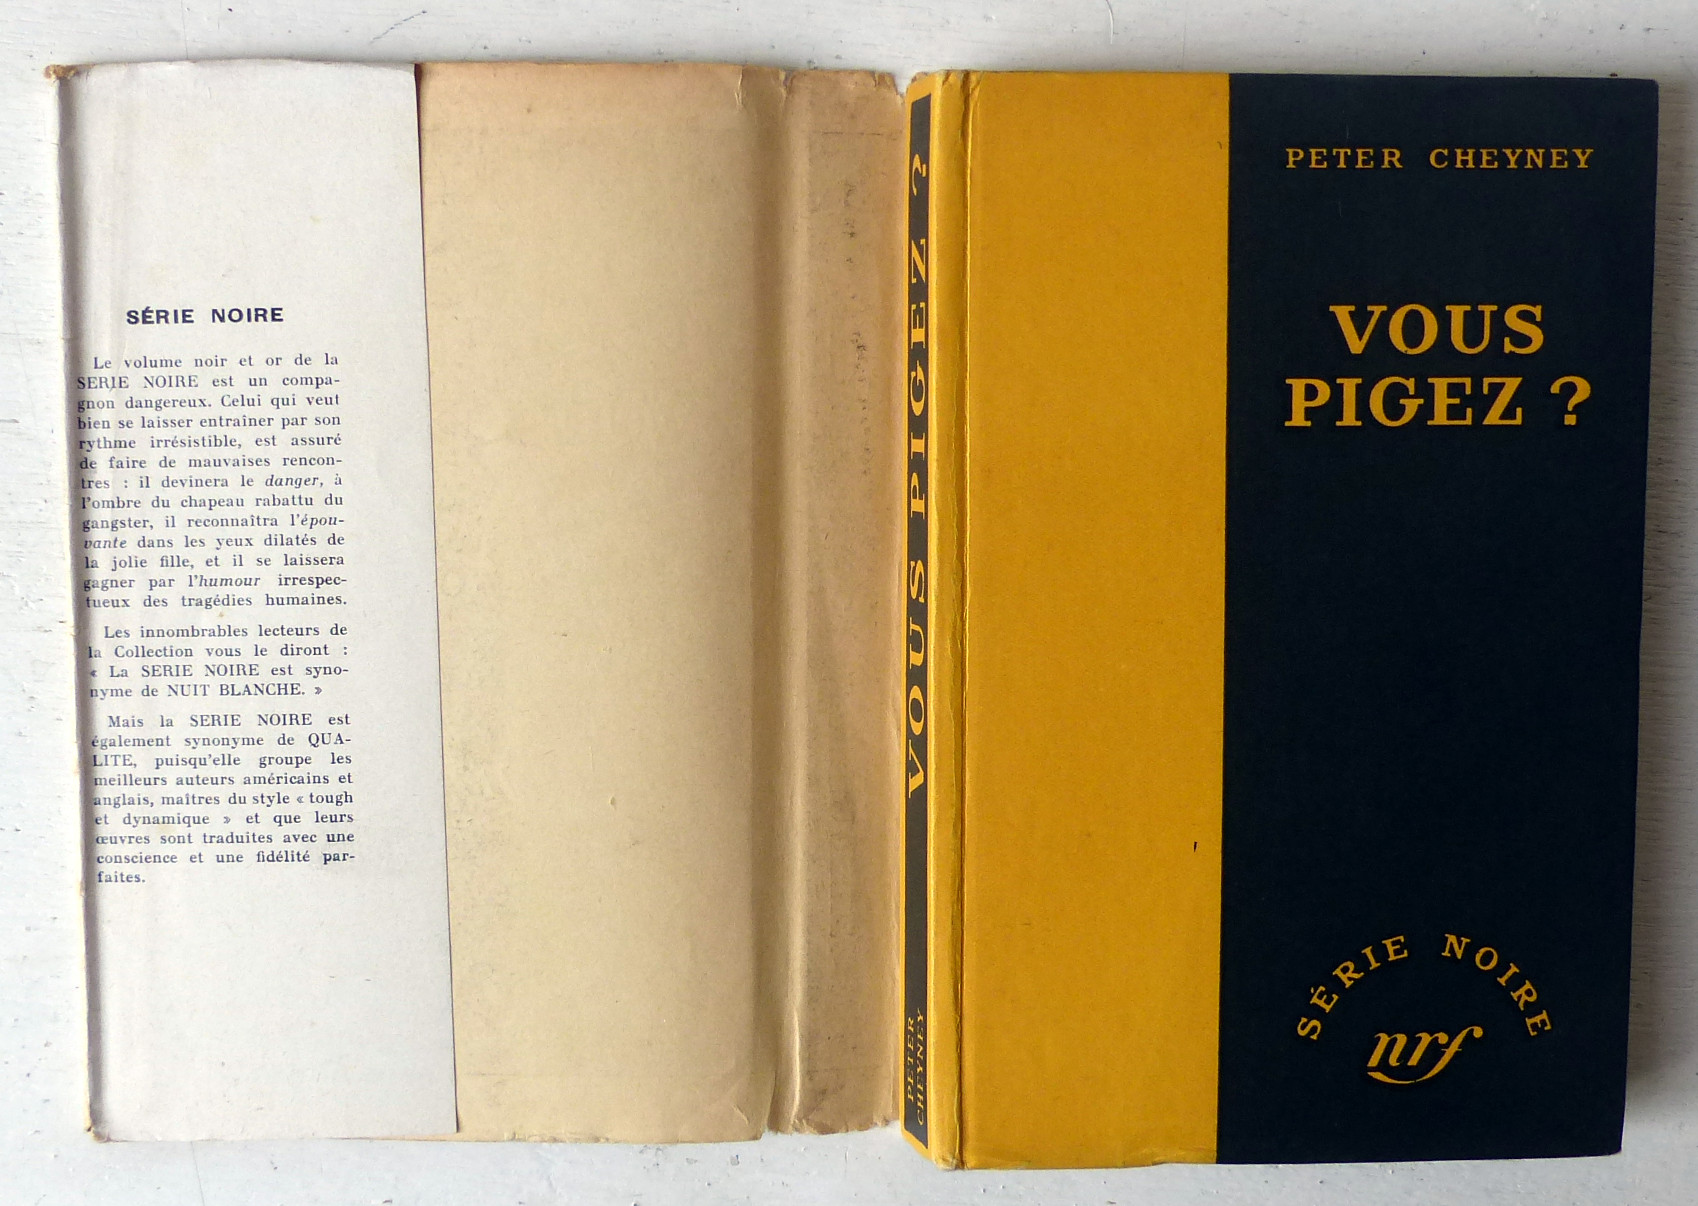 SÉRIE NOIRE
Le volume noir et or de la
SERIE NOIRE est un compa-
gnon dangereux. Celui qui veut
bien se laisser entraîner par son
rythme irrésistible, est assuré
de faire de mauvaises rencon-
tres : il devinera le danger, à
l'ombre du chapeau rabattu du
gangster, il reconnaîtra l'épou-
vante dans les yeux dilatés de
la jolie fille, et il se laissera
gagner par l'humour irrespec-
tueux des tragédies humaines.
Les innombrables lecteurs de
la Collection vous le diront :
« La SERIE NOIRE est syno-
nyme de NUIT BLANCHE. »
Mais la SERIE NOIRE est
également synonyme de QUA-
LITE, puisqu'elle groupe les
meilleurs auteurs américains et
anglais, maîtres du style « tough
et dynamique » et que leurs
œuvres sont traduites avec une
conscience et une fidélité par-
faites.
VOUS PIGEZ ?
PETER
CHEYNEY
PETER CHEYNEY
VOUS
PIGEZ ?
SÉRIE NOIRE
nrf